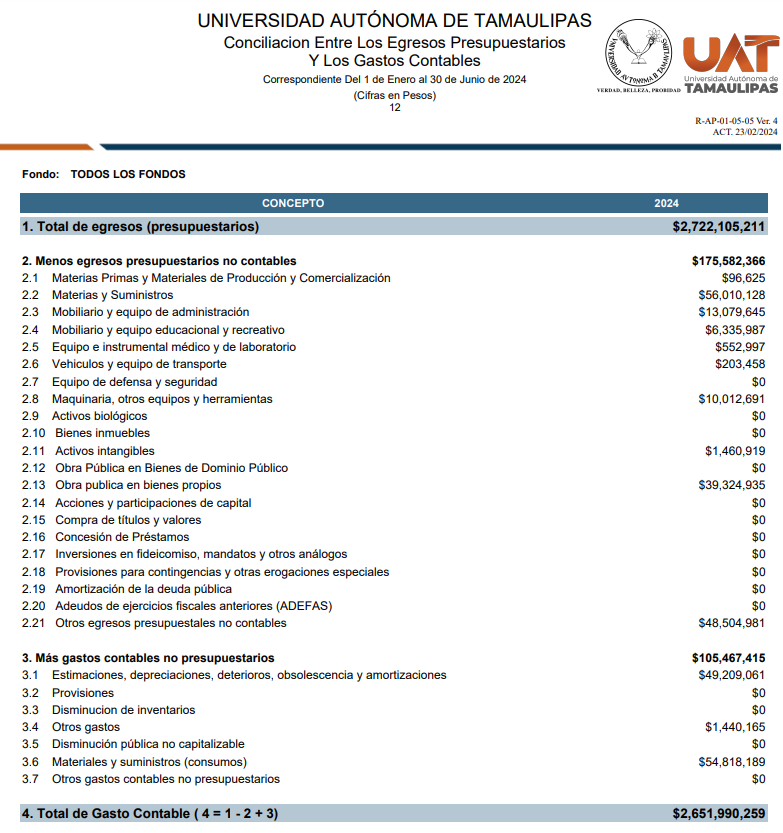 UNIVERSIDAD AUTÓNOMA DE TAMAULIPAS
Conciliacion Entre Los Egresos Presupuestarios
Y Los Gastos Contables
Correspondiente Del 1 de Enero al 30 de Junio de 2024
(Cifras en Pesos)
12
UNIVERSIDAD AUTONOMA DE TAMAULIPAS
VERDAD, BELLEZA, PROBIDAD
UAT
Universidad Autónoma de
TAMAULIPAS
R-AP-01-05-05 Ver. 4
ACT. 23/02/2024
Fondo: TODOS LOS FONDOS
CONCEPTO 2024
1. Total de egresos (presupuestarios) $2,722,105,211
2. Menos egresos presupuestarios no contables $175,582,366
2.1 Materias Primas y Materiales de Producción y Comercialización $96,625
2.2 Materias y Suministros $56,010,128
2.3 Mobiliario y equipo de administración $13,079,645
2.4 Mobiliario y equipo educacional y recreativo $6,335,987
2.5 Equipo e instrumental médico y de laboratorio $552,997
2.6 Vehiculos y equipo de transporte $203,458
2.7 Equipo de defensa y seguridad $0
2.8 Maquinaria, otros equipos y herramientas $10,012,691
2.9 Activos biológicos $0
2.10 Bienes inmuebles $0
2.11 Activos intangibles $1,460,919
2.12 Obra Pública en Bienes de Dominio Público $0
2.13 Obra publica en bienes propios $39,324,935
2.14 Acciones y participaciones de capital $0
2.15 Compra de títulos y valores $0
2.16 Concesión de Préstamos $0
2.17 Inversiones en fideicomiso, mandatos y otros análogos $0
2.18 Provisiones para contingencias y otras erogaciones especiales $0
2.19 Amortización de la deuda pública $0
2.20 Adeudos de ejercicios fiscales anteriores (ADEFAS) $0
2.21 Otros egresos presupuestales no contables $48,504,981
3. Más gastos contables no presupuestarios $105,467,415
3.1 Estimaciones, depreciaciones, deterioros, obsolescencia y amortizaciones $49,209,061
3.2 Provisiones $0
3.3 Disminucion de inventarios $0
3.4 Otros gastos $1,440,165
3.5 Disminución pública no capitalizable $0
3.6 Materiales y suministros (consumos) $54,818,189
3.7 Otros gastos contables no presupuestarios $0
4. Total de Gasto Contable ( 4 = 1 - 2 + 3) $2,651,990,259